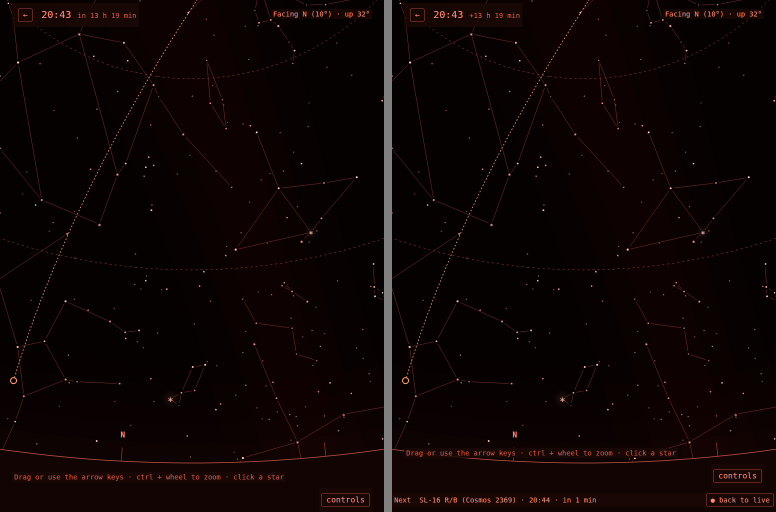 ← 20:43 in 13 h 19 min
Facing N (10°) · up 32°
N
Drag or use the arrow keys · ctrl + wheel to zoom · click a star
controls
← 20:43 +13 h 19 min
Facing N (10°) · up 32°
N
Drag or use the arrow keys · ctrl + wheel to zoom · click a star
controls
Next SL-16 R/B (Cosmos 2369) · 20:44 · in 1 min
● back to live